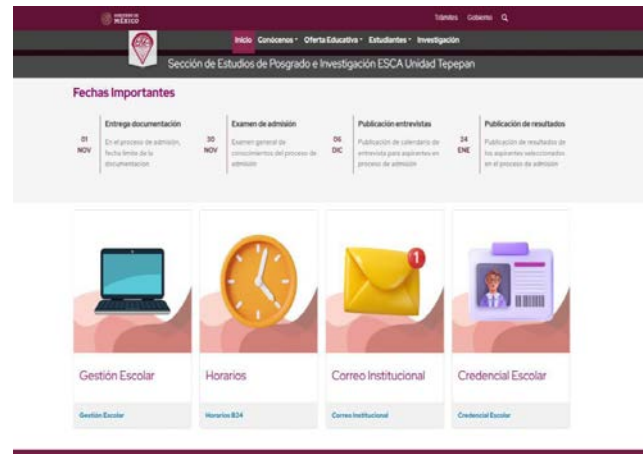 GOBIERNO DE
MÉXICO
Trámites Gobierno
Inicio Conócenos Oferta Educativa Estudiantes Investigación
Sección de Estudios de Posgrado e Investigación ESCA Unidad Tepepan
Fechas Importantes
01
NOV
Entrega documentación
En el proceso de admisión,
fecha límite de la
documentacion
30
NOV
Examen de admisión
Examen general de
conocimientos del proceso de
admisión
06
DIC
Publicación entrevistas
Publicación de calendario de
entrevista para aspirantes en
proceso de admisión
24
ENE
Publicación de resultados
Publicación de resultados de
los aspirantes seleccionados
en el proceso de admisión
1
Gestión Escolar
Gestión Escolar
Horarios
Horarios B24
Correo Institucional
Correo Institucional
Credencial Escolar
Credencial Escolar